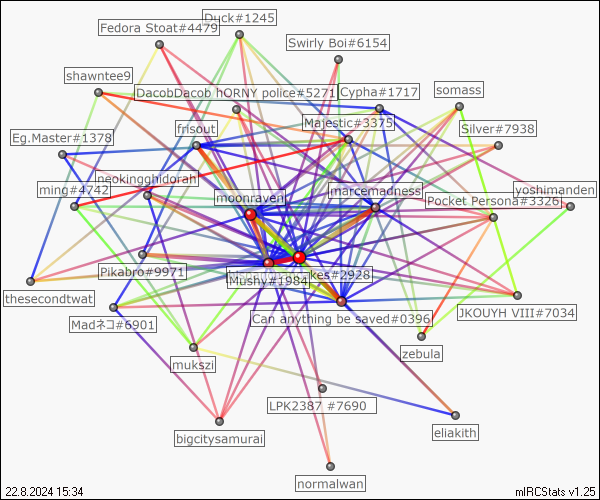 Duck#1245
Fedora Stoat#4479
Swirly Boi#6154
shawntee9
DacobDacob hORNY police#5271
Cypha#1717
somass
Majestic#3375
frisout
Silver#7938
Eg.Master#1378
neokingghidorah
marcemadness
yoshimanden
ming#4742
moonraven
Pocket Persona#3326
Pikabro#9971
kes#2928
Mushy#1984
thesecondtwat
JKOUYH VIII#7034
Madネコ#6901
Can anything be saved#0396
zebula
mukszi
LPK2387 #7690
bigcitysamurai
eliakith
normalwan
22.8.2024 15:34
mIRCStats v1.25